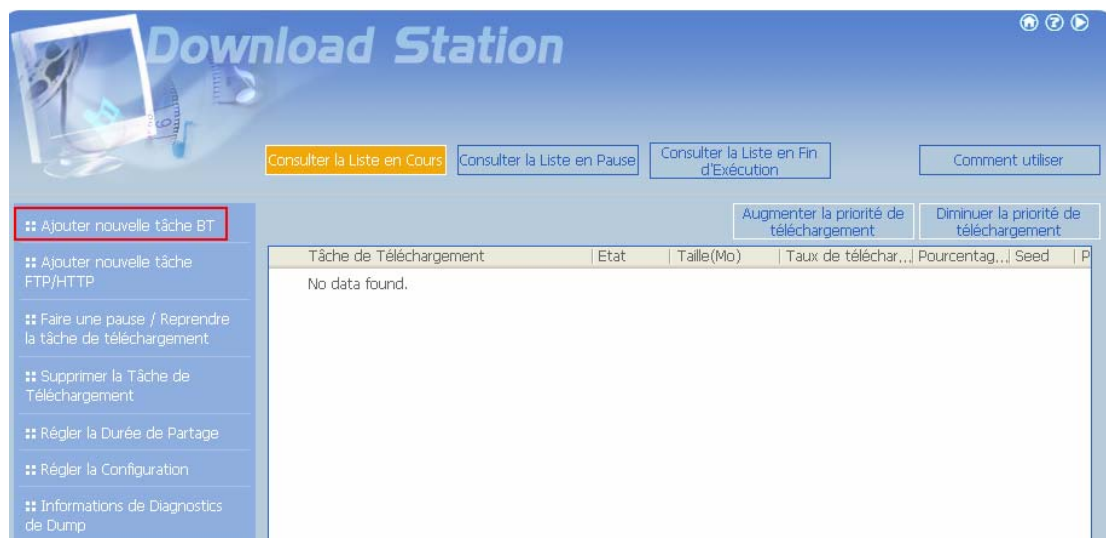 Download Station
Consulter la Liste en Cours
Consulter la Liste en Pause
Consulter la Liste en Fin
d'Exécution
Comment utiliser
Ajouter nouvelle tâche BT
Ajouter nouvelle tâche
FTP/HTTP
Faire une pause / Reprendre
la tâche de téléchargement
Supprimer la Tâche de
Téléchargement
Régler la Durée de Partage
Régler la Configuration
Informations de Diagnostics
de Dump
Augmenter la priorité de
téléchargement
Diminuer la priorité de
téléchargement
Tâche de Téléchargement | Etat | Taille(Mo) | Taux de téléchar... | Pourcentag... | Seed | P
No data found.